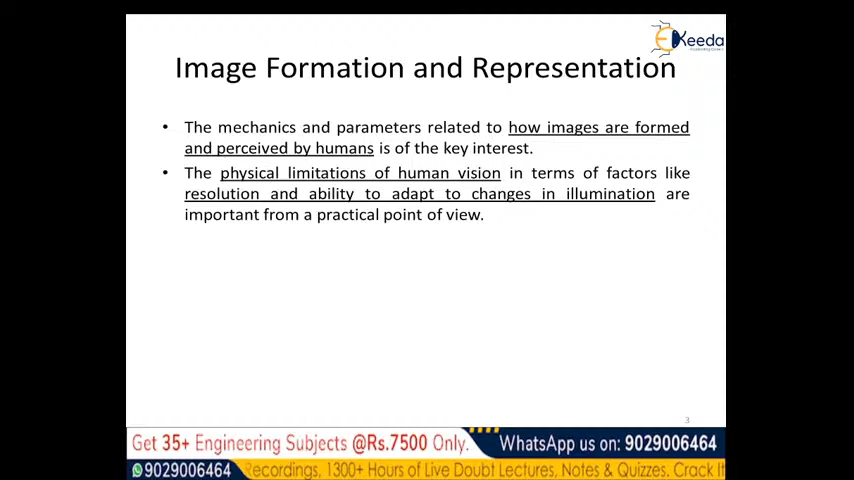 EKeeda
Image Formation and Representation
• The mechanics and parameters related to how images are formed
and perceived by humans is of the key interest.
• The physical limitations of human vision in terms of factors like
resolution and ability to adapt to changes in illumination are
important from a practical point of view.
3
Get 35+ Engineering Subjects @Rs.7500 Only.
WhatsApp us on: 9029006464
9029006464
Recordings, 1300+ Hours of Live Doubt Lectures, Notes & Quizzes. Crack It